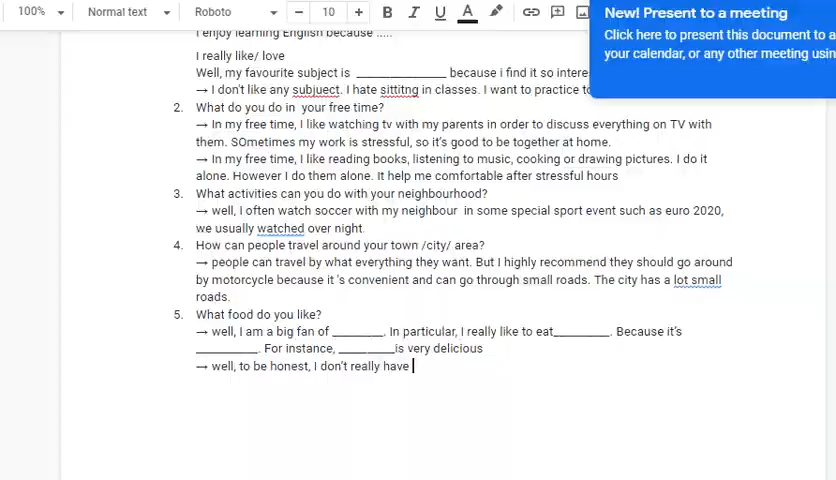 100%
Normal text
Roboto
10
B I U A
New! Present to a meeting
Click here to present this document to a
your calendar, or any other meeting usin
I enjoy learning English because .....
I really like/ love
Well, my favourite subject is ________________ because i find it so intere
→ I don't like any subjuect. I hate sittitng in classes. I want to practice to
2. What do you do in your free time?
→ In my free time, I like watching tv with my parents in order to discuss everything on TV with
them. SOmetimes my work is stressful, so it's good to be together at home.
→ In my free time, I like reading books, listening to music, cooking or drawing pictures. I do it
alone. However I do them alone. It help me comfortable after stressful hours
3. What activities can you do with your neighbourhood?
→ well, I often watch soccer with my neighbour in some special sport event such as euro 2020,
we usually watched over night.
4. How can people travel around your town /city/ area?
→ people can travel by what everything they want. But I highly recommend they should go around
by motorcycle because it 's convenient and can go through small roads. The city has a lot small
roads.
5. What food do you like?
→ well, I am a big fan of _________. In particular, I really like to eat__________. Because it's
___________. For instance, __________is very delicious
→ well, to be honest, I don't really have